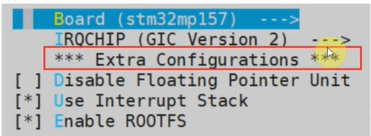 Board (stm32mp157)  --->
IRQCHIP (GIC Version 2)  --->
*** Extra Configurations ***
[ ] Disable Floating Pointer Unit
[*] Use Interrupt Stack
[*] Enable ROOTFS